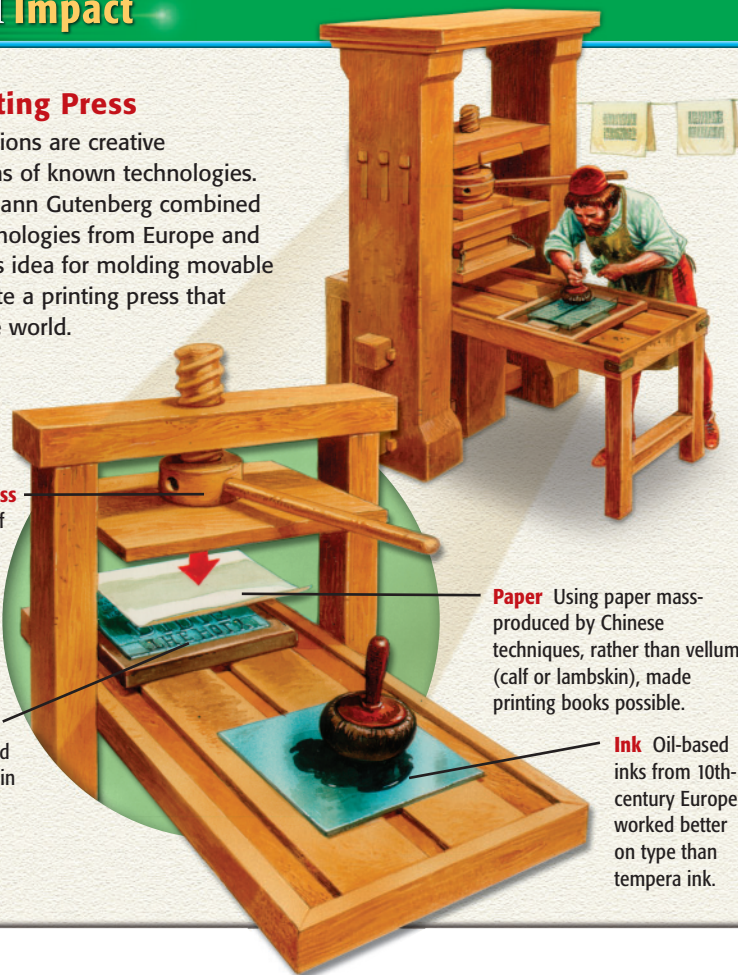 Impact
ting Press
ions are creative
ns of known technologies.
ann Gutenberg combined
nologies from Europe and
s idea for molding movable
te a printing press that
e world.
ss
f
Paper Using paper mass-
produced by Chinese
techniques, rather than vellum
(calf or lambskin), made
printing books possible.
d
in
Ink Oil-based
inks from 10th-
century Europe
worked better
on type than
tempera ink.